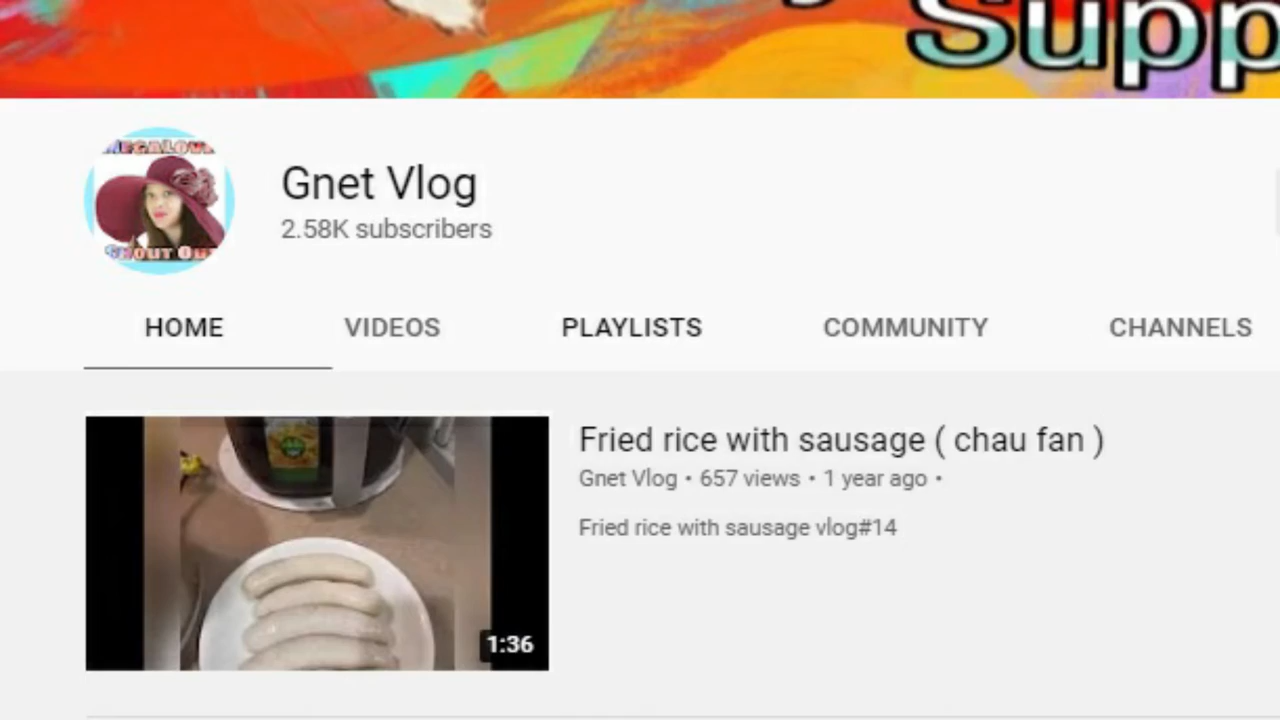 Supp
Gnet Vlog
2.58K subscribers
HOME VIDEOS PLAYLISTS COMMUNITY CHANNELS
Fried rice with sausage ( chau fan )
Gnet Vlog • 657 views • 1 year ago •
Fried rice with sausage vlog#14
1:36